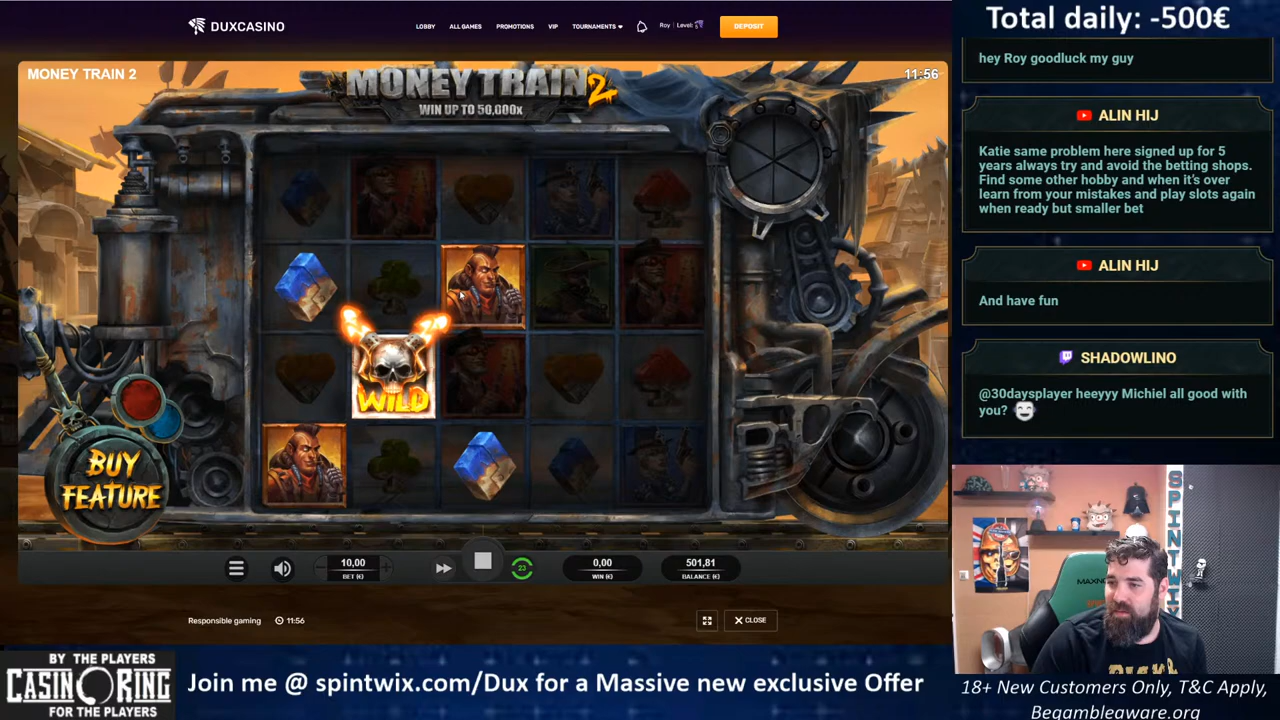 DUXCASINO
LOBBY
ALL GAMES
PROMOTIONS
VIP
TOURNAMENTS
Roy
Level:
DEPOSIT
Total daily: -500€
hey Roy goodluck my guy
ALIN HIJ
Katie same problem here signed up for 5
years always try and avoid the betting shops.
Find some other hobby and when it's over
learn from your mistakes and play slots again
when ready but smaller bet
ALIN HIJ
And have fun
SHADOWLINO
@30daysplayer heeyyy Michiel all good with
you?
MONEY TRAIN 2
11:56
MONEY TRAIN 2
WIN UP TO 50,000x
WILD
BUY
FEATURE
10,00
BET (€)
23
0,00
WIN (€)
501,81
BALANCE (€)
Responsible gaming
11:56
CLOSE
SPINTWIX
BY THE PLAYERS
CASINORING
FOR THE PLAYERS
Join me @ spintwix.com/Dux for a Massive new exclusive Offer
18+ New Customers Only, T&C Apply,
Begambleaware.org